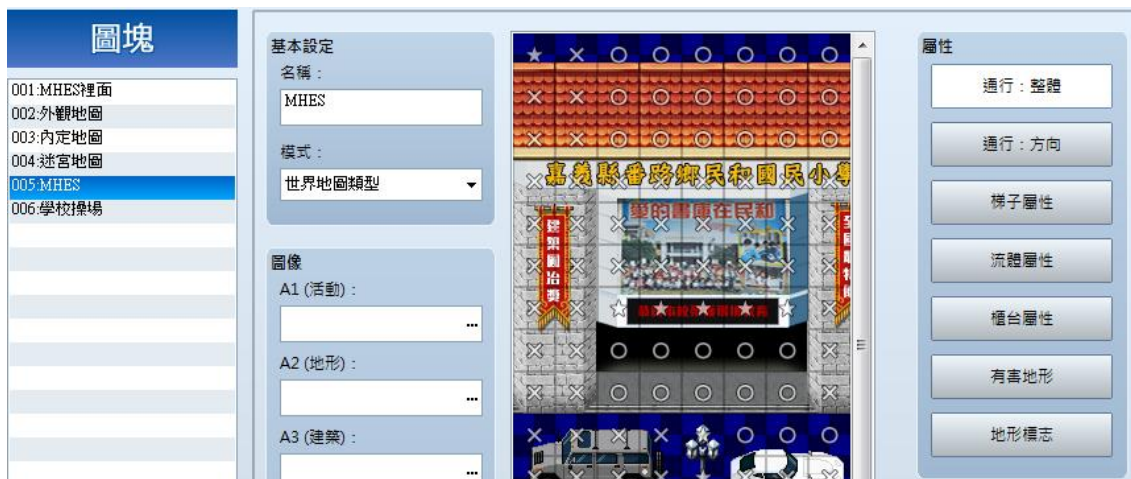 圖塊
001:MHES裡面
002:外觀地圖
003:內定地圖
004:迷宮地圖
005:MHES
006:學校操場
基本設定
名稱：
MHES
模式：
世界地圖類型
圖像
A1 (活動)：
...
A2 (地形)：
...
A3 (建築)：
...
嘉義縣番路鄉民和國民小學
愛的書庫在民和
建築園冶獎
屬性
通行：整體
通行：方向
梯子屬性
流體屬性
櫃台屬性
有害地形
地形標志